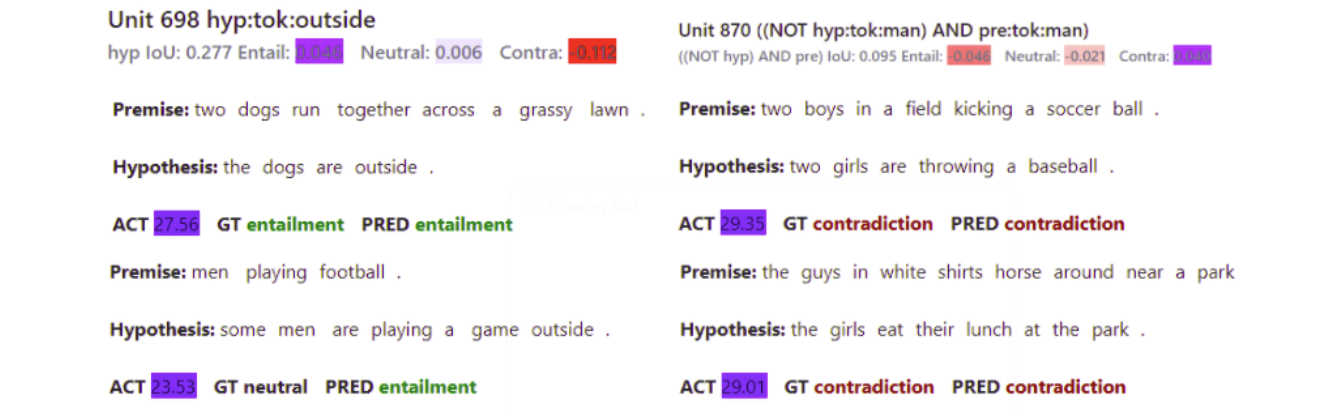 Unit 698 hyp:tok:outside
hyp IoU: 0.277 Entail: 0.046 Neutral: 0.006 Contra: -0.112
Premise: two dogs run together across a grassy lawn .
Hypothesis: the dogs are outside .
ACT 27.56 GT entailment PRED entailment
Premise: men playing football .
Hypothesis: some men are playing a game outside .
ACT 23.53 GT neutral PRED entailment
Unit 870 ((NOT hyp:tok:man) AND pre:tok:man)
((NOT hyp) AND pre) IoU: 0.095 Entail: -0.046 Neutral: -0.021 Contra:
Premise: two boys in a field kicking a soccer ball .
Hypothesis: two girls are throwing a baseball .
ACT 29.35 GT contradiction PRED contradiction
Premise: the guys in white shirts horse around near a park
Hypothesis: the girls eat their lunch at the park .
ACT 29.01 GT contradiction PRED contradiction